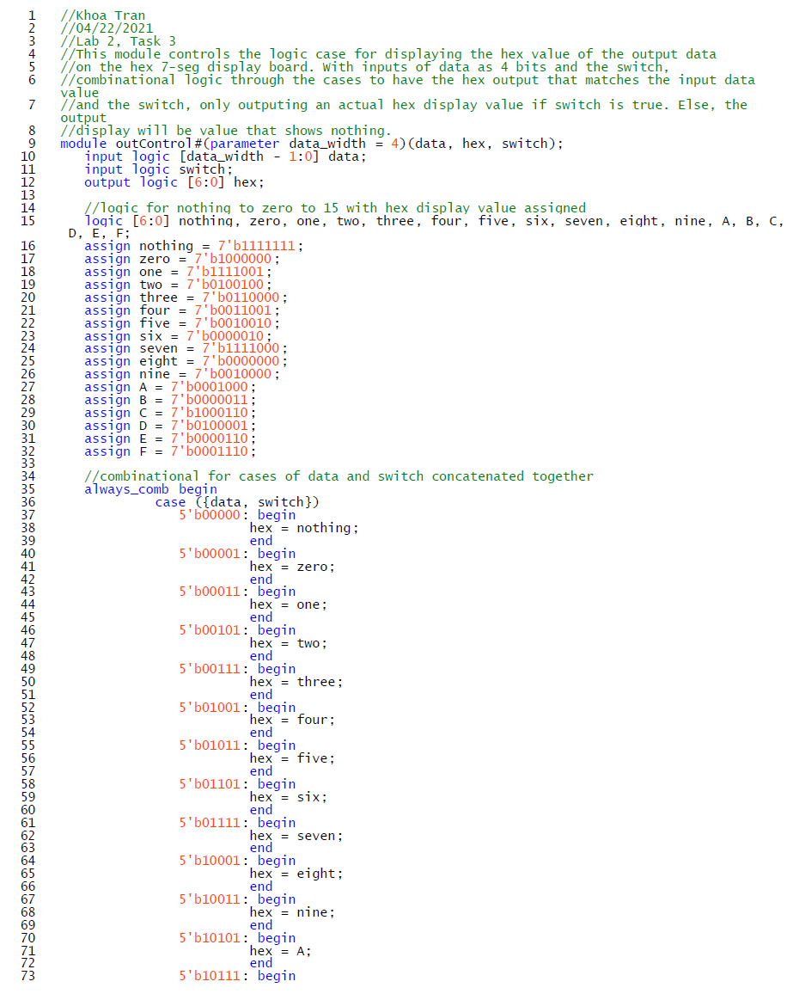 1 //Khoa Tran
2 //04/22/2021
3 //Lab 2, Task 3
4 //This module controls the logic case for displaying the hex value of the output data
5 //on the hex 7-seg display board. With inputs of data as 4 bits and the switch,
6 //combinational logic through the cases to have the hex output that matches the input data
value
7 //and the switch, only outputing an actual hex display value if switch is true. Else, the
output
8 //display will be value that shows nothing.
9 module outControl#(parameter data_width = 4)(data, hex, switch);
10 input logic [data_width - 1:0] data;
11 input logic switch;
12 output logic [6:0] hex;
13
14 //logic for nothing to zero to 15 with hex display value assigned
15 logic [6:0] nothing, zero, one, two, three, four, five, six, seven, eight, nine, A, B, C,
D, E, F;
16 assign nothing = 7'b1111111;
17 assign zero = 7'b1000000;
18 assign one = 7'b1111001;
19 assign two = 7'b0100100;
20 assign three = 7'b0110000;
21 assign four = 7'b0011001;
22 assign five = 7'b0010010;
23 assign six = 7'b0000010;
24 assign seven = 7'b1111000;
25 assign eight = 7'b0000000;
26 assign nine = 7'b0010000;
27 assign A = 7'b0001000;
28 assign B = 7'b0000011;
29 assign C = 7'b1000110;
30 assign D = 7'b0100001;
31 assign E = 7'b0000110;
32 assign F = 7'b0001110;
33
34 //combinational for cases of data and switch concatenated together
35 always_comb begin
36 case ({data, switch})
37 5'b00000: begin
38 hex = nothing;
39 end
40 5'b00001: begin
41 hex = zero;
42 end
43 5'b00011: begin
44 hex = one;
45 end
46 5'b00101: begin
47 hex = two;
48 end
49 5'b00111: begin
50 hex = three;
51 end
52 5'b01001: begin
53 hex = four;
54 end
55 5'b01011: begin
56 hex = five;
57 end
58 5'b01101: begin
59 hex = six;
60 end
61 5'b01111: begin
62 hex = seven;
63 end
64 5'b10001: begin
65 hex = eight;
66 end
67 5'b10011: begin
68 hex = nine;
69 end
70 5'b10101: begin
71 hex = A;
72 end
73 5'b10111: begin